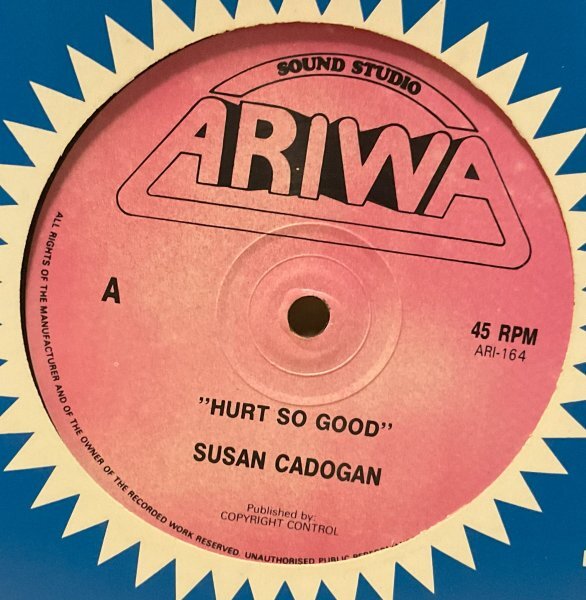 SOUND STUDIO
ARIWA
A
45 RPM
ARI-164
"HURT SO GOOD"
SUSAN CADOGAN
Published by:
COPYRIGHT CONTROL
ALL RIGHTS OF THE MANUFACTURER AND OF THE OWNER OF THE RECORDED WORK RESERVED. UNAUTHORISED PUBLIC